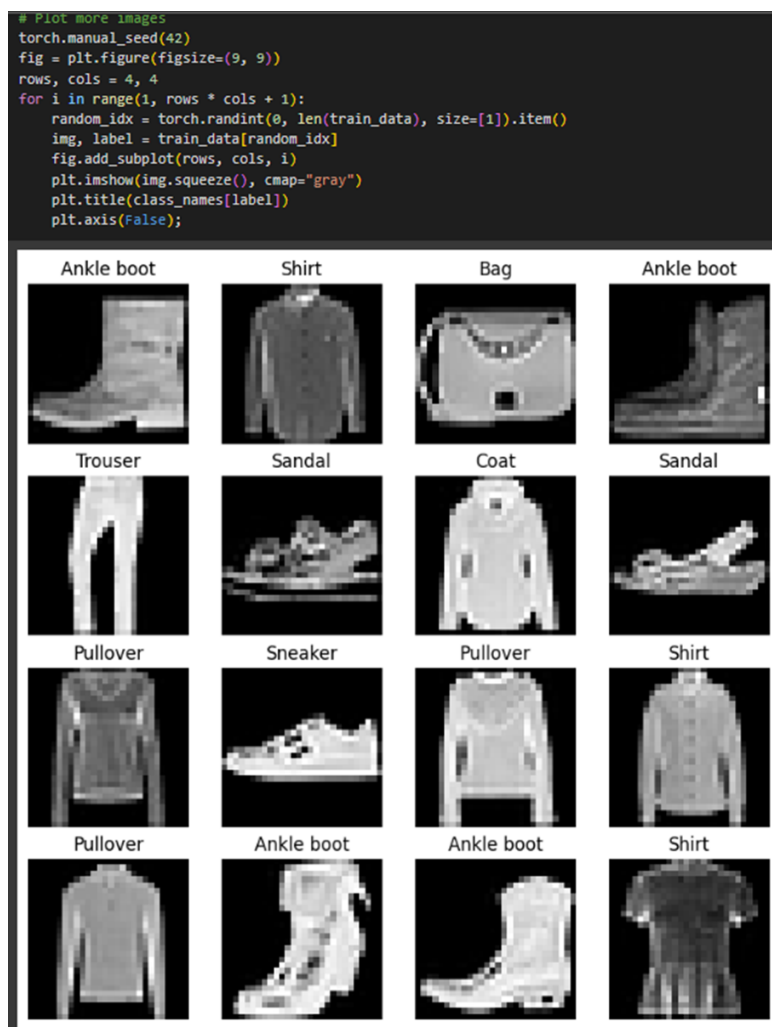 # Plot more images
torch.manual_seed(42)
fig = plt.figure(figsize=(9, 9))
rows, cols = 4, 4
for i in range(1, rows * cols + 1):
    random_idx = torch.randint(0, len(train_data), size=[1]).item()
    img, label = train_data[random_idx]
    fig.add_subplot(rows, cols, i)
    plt.imshow(img.squeeze(), cmap="gray")
    plt.title(class_names[label])
    plt.axis(False);
Ankle boot Shirt Bag Ankle boot
Trouser Sandal Coat Sandal
Pullover Sneaker Pullover Shirt
Pullover Ankle boot Ankle boot Shirt